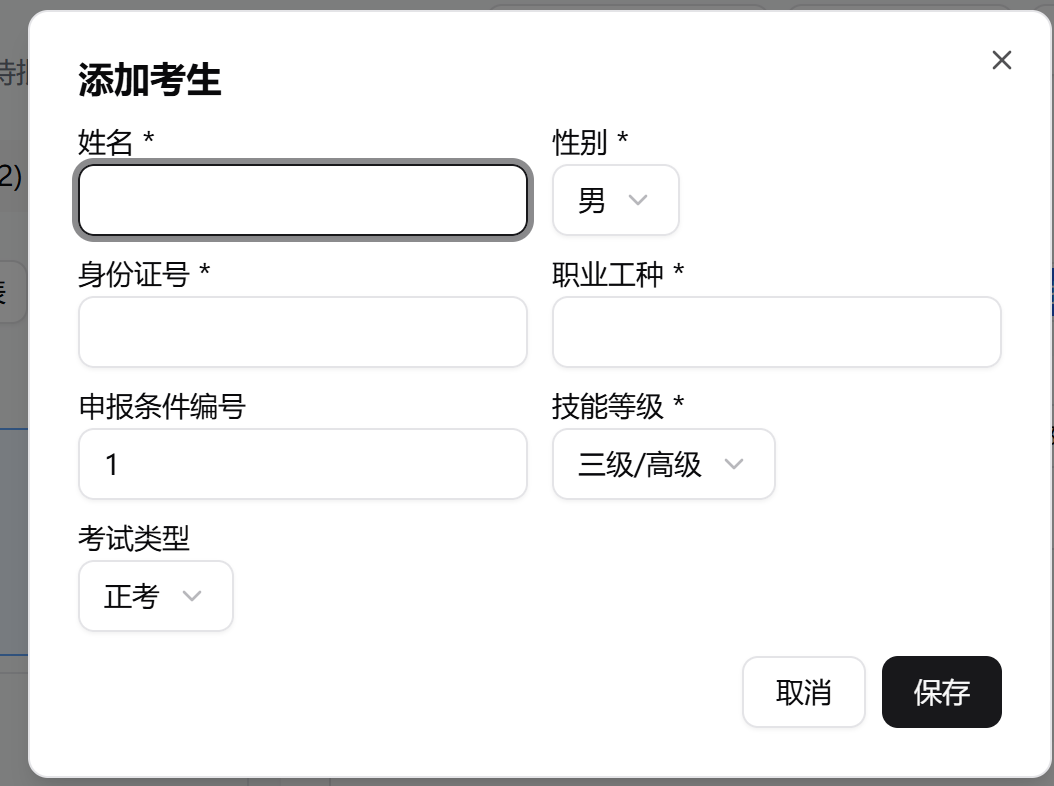 添加考生
姓名 *
性别 *
男
身份证号 *
职业工种 *
申报条件编号
技能等级 *
1
三级/高级
考试类型
正考
取消
保存
2)